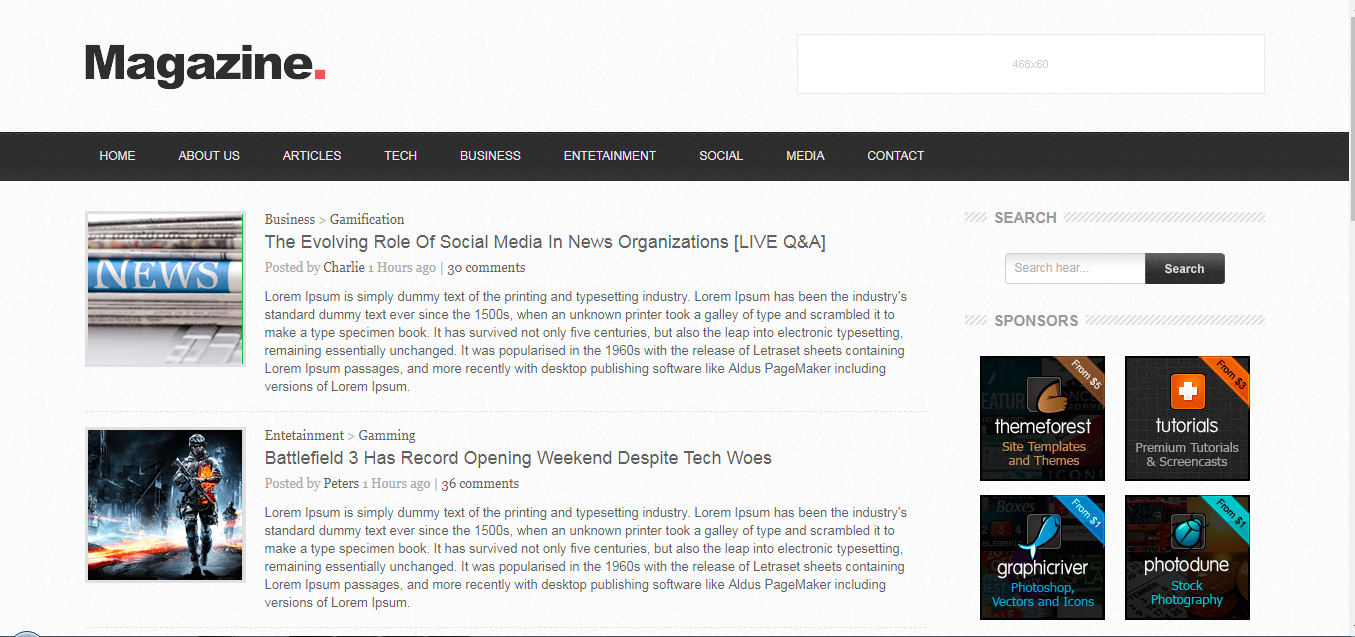 Magazine.
468x60
HOME ABOUT US ARTICLES TECH BUSINESS ENTETAINMENT SOCIAL MEDIA CONTACT
NEWS
Business > Gamification
The Evolving Role Of Social Media In News Organizations [LIVE Q&A]
Posted by Charlie 1 Hours ago | 30 comments
Lorem Ipsum is simply dummy text of the printing and typesetting industry. Lorem Ipsum has been the industry's
standard dummy text ever since the 1500s, when an unknown printer took a galley of type and scrambled it to
make a type specimen book. It has survived not only five centuries, but also the leap into electronic typesetting,
remaining essentially unchanged. It was popularised in the 1960s with the release of Letraset sheets containing
Lorem Ipsum passages, and more recently with desktop publishing software like Aldus PageMaker including
versions of Lorem Ipsum.
Entetainment > Gamming
Battlefield 3 Has Record Opening Weekend Despite Tech Woes
Posted by Peters 1 Hours ago | 36 comments
Lorem Ipsum is simply dummy text of the printing and typesetting industry. Lorem Ipsum has been the industry's
standard dummy text ever since the 1500s, when an unknown printer took a galley of type and scrambled it to
make a type specimen book. It has survived not only five centuries, but also the leap into electronic typesetting,
remaining essentially unchanged. It was popularised in the 1960s with the release of Letraset sheets containing
Lorem Ipsum passages, and more recently with desktop publishing software like Aldus PageMaker including
versions of Lorem Ipsum.
SEARCH
Search hear...
Search
SPONSORS
From $5
themeforest
Site Templates
and Themes
From $3
tutorials
Premium Tutorials
& Screencasts
From $1
Boxes
graphicriver
Photoshop,
Vectors and Icons
From $1
photodune
Stock
Photography